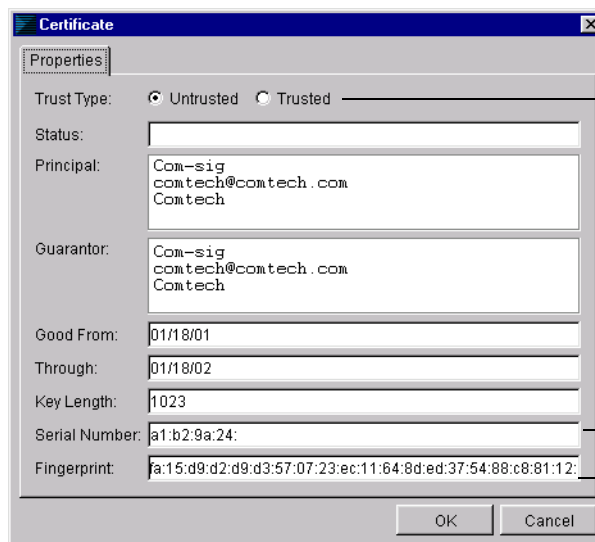 Certificate
Properties
Trust Type: Untrusted Trusted
Status:
Principal: Com-sig
comtech@comtech.com
Comtech
Guarantor: Com-sig
comtech@comtech.com
Comtech
Good From: 01/18/01
Through: 01/18/02
Key Length: 1023
Serial Number: a1:b2:9a:24:
Fingerprint: fa:15:d9:d2:d9:d3:57:07:23:ec:11:64:8d:ed:37:54:88:c8:81:12:
OK Cancel